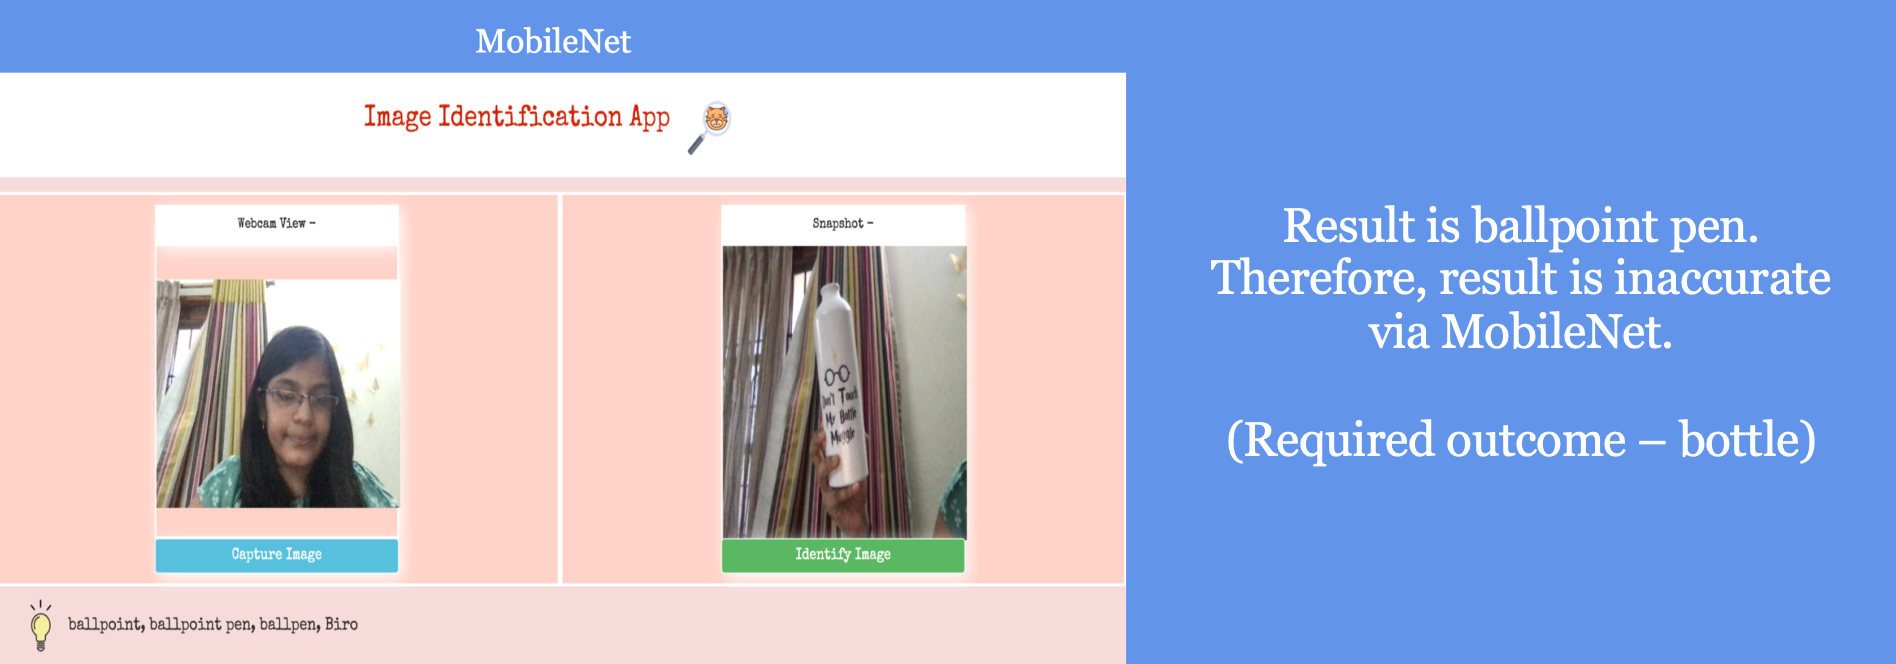 MobileNet
Image Identification App
Webcam View -
Snapshot -
Don't Touch
My Bottle
Muggle
Capture Image
Identify Image
ballpoint, ballpoint pen, ballpen, Biro
Result is ballpoint pen.
Therefore, result is inaccurate
via MobileNet.
(Required outcome – bottle)